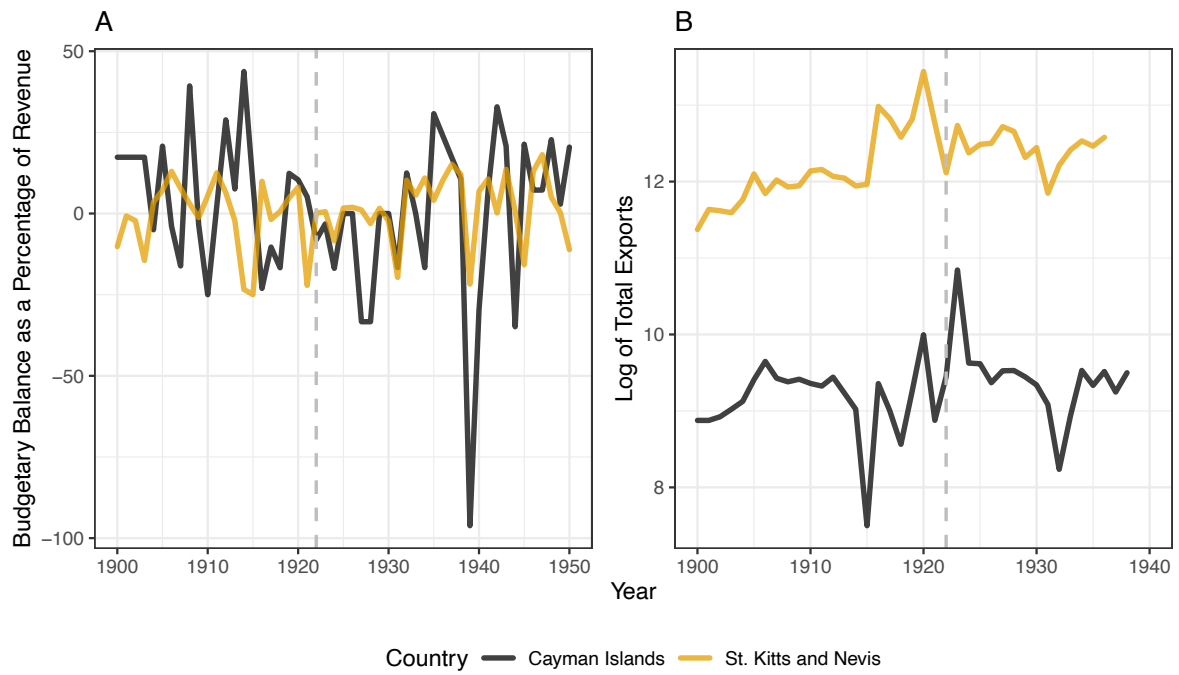 A
B
Budgetary Balance as a Percentage of Revenue
50
0
−50
−100
1900 1910 1920 1930 1940 1950
Log of Total Exports
12
10
8
1900 1910 1920 1930 1940
Year
Country Cayman Islands St. Kitts and Nevis